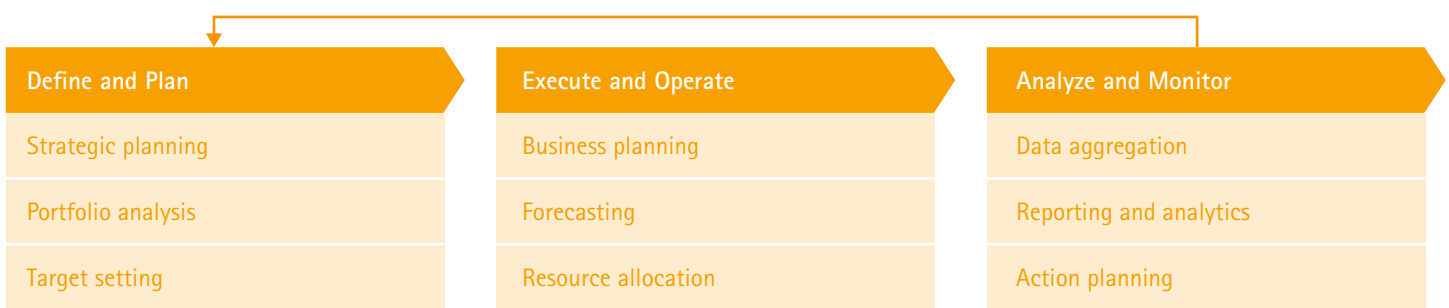 Define and Plan
Strategic planning
Portfolio analysis
Target setting
Execute and Operate
Business planning
Forecasting
Resource allocation
Analyze and Monitor
Data aggregation
Reporting and analytics
Action planning